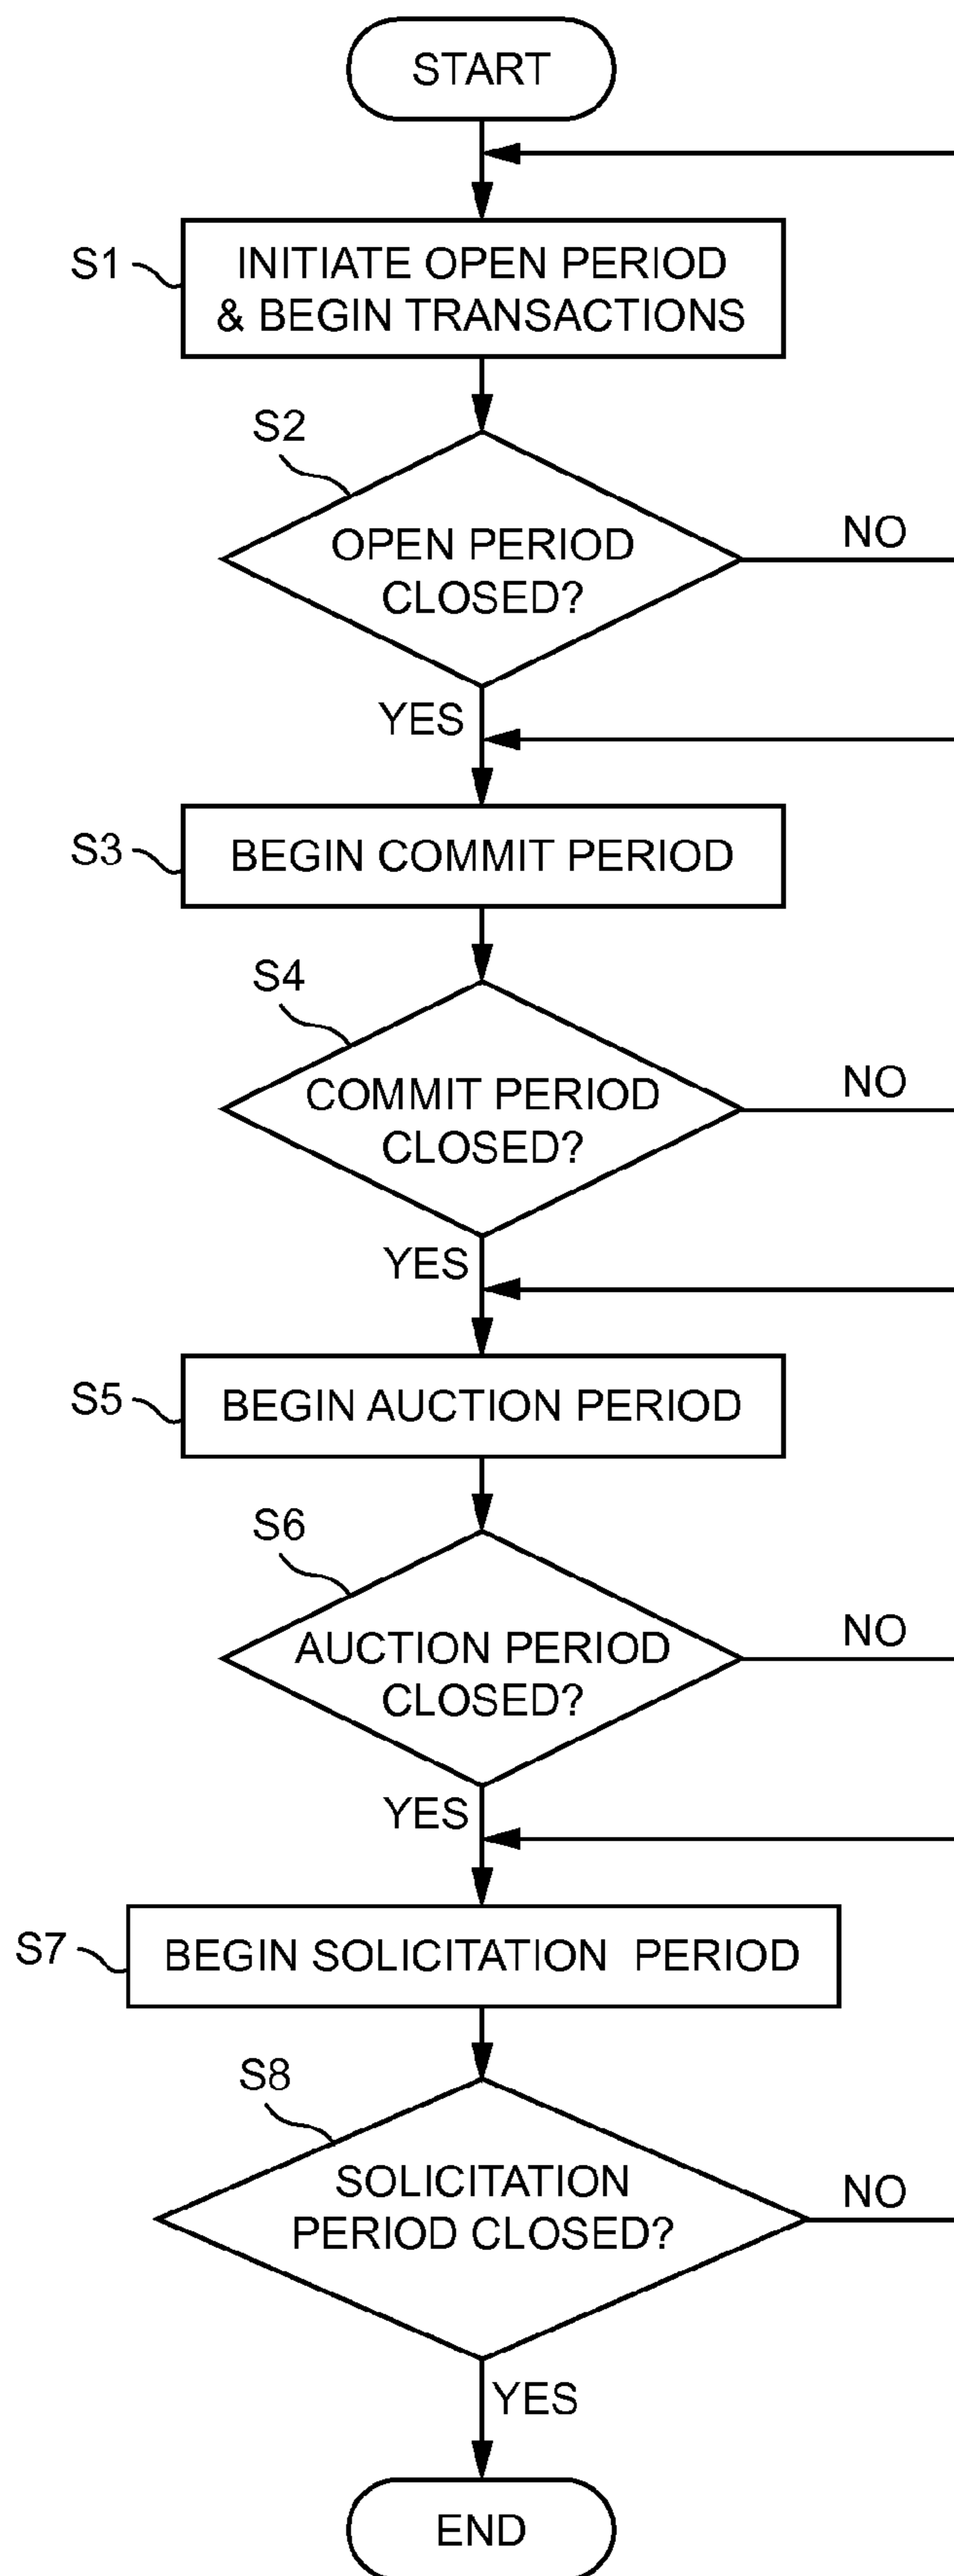 START
S1
INITIATE OPEN PERIOD
& BEGIN TRANSACTIONS
S2
OPEN PERIOD
CLOSED?
NO
YES
S3
BEGIN COMMIT PERIOD
S4
COMMIT PERIOD
CLOSED?
NO
YES
S5
BEGIN AUCTION PERIOD
S6
AUCTION PERIOD
CLOSED?
NO
YES
S7
BEGIN SOLICITATION PERIOD
S8
SOLICITATION
PERIOD CLOSED?
NO
YES
END